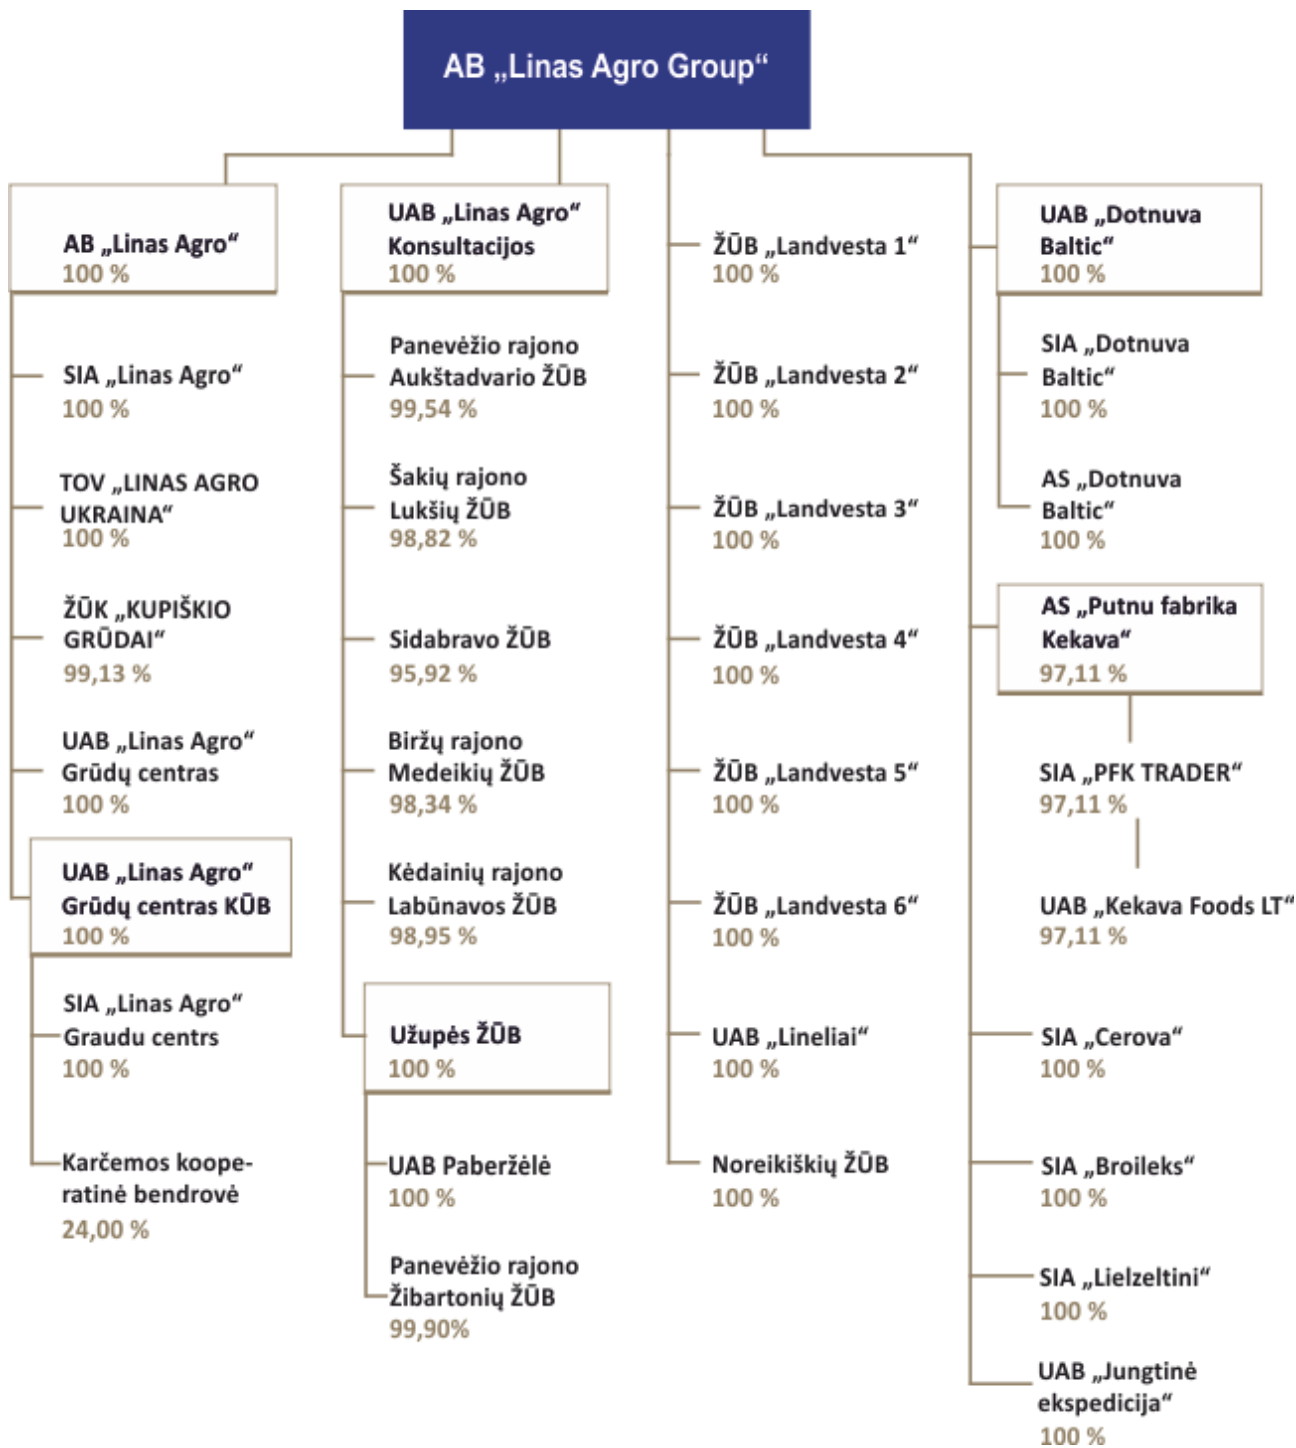 AB „Linas Agro Group“
AB „Linas Agro“
100 %
SIA „Linas Agro“
100 %
TOV „LINAS AGRO
UKRAINA“
100 %
ŽŪK „KUPIŠKIO
GRŪDAI“
99,13 %
UAB „Linas Agro“
Grūdų centras
100 %
UAB „Linas Agro“
Grūdų centras KŪB
100 %
SIA „Linas Agro“
Graudu centrs
100 %
Karčemos koope-
ratinė bendrovė
24,00 %
UAB „Linas Agro“
Konsultacijos
100 %
Panevėžio rajono
Aukštadvario ŽŪB
99,54 %
Šakių rajono
Lukšių ŽŪB
98,82 %
Sidabravo ŽŪB
95,92 %
Biržų rajono
Medeikių ŽŪB
98,34 %
Kėdainių rajono
Labūnavos ŽŪB
98,95 %
Užupės ŽŪB
100 %
UAB Paberžėlė
100 %
Panevėžio rajono
Žibartonių ŽŪB
99,90%
ŽŪB „Landvesta 1“
100 %
ŽŪB „Landvesta 2“
100 %
ŽŪB „Landvesta 3“
100 %
ŽŪB „Landvesta 4“
100 %
ŽŪB „Landvesta 5“
100 %
ŽŪB „Landvesta 6“
100 %
UAB „Lineliai“
100 %
Noreikiškių ŽŪB
100 %
UAB „Dotnuva
Baltic“
100 %
SIA „Dotnuva
Baltic“
100 %
AS „Dotnuva
Baltic“
100 %
AS „Putnu fabrika
Kekava“
97,11 %
SIA „PFK TRADER“
97,11 %
UAB „Kekava Foods LT“
97,11 %
SIA „Cerova“
100 %
SIA „Broileks“
100 %
SIA „Lielzeltini“
100 %
UAB „Jungtinė
ekspedicija“
100 %